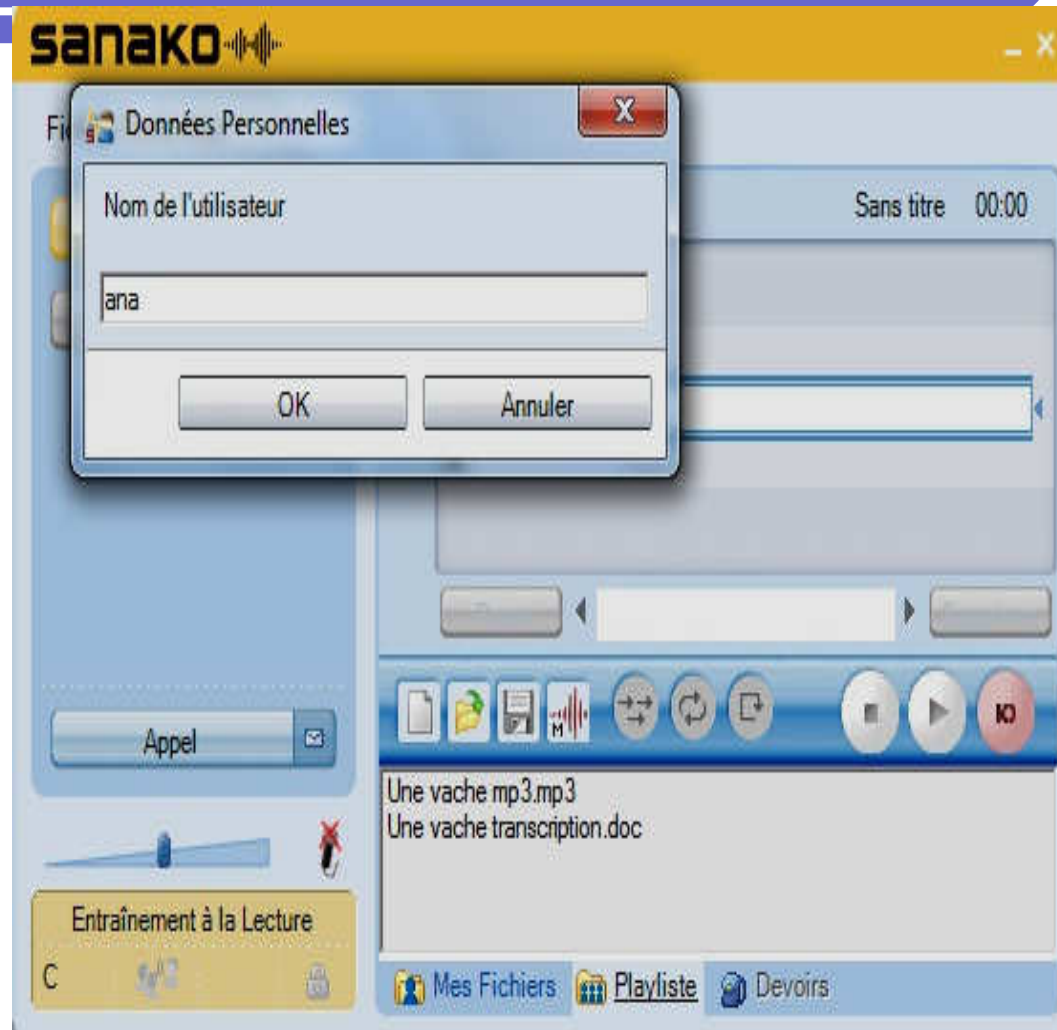 sanako
Données Personnelles
Nom de l'utilisateur
ana
OK
Annuler
Sans titre 00:00
Appel
M
Une vache mp3.mp3
Une vache transcription.doc
Entraînement à la Lecture
C
Mes Fichiers Playliste Devoirs